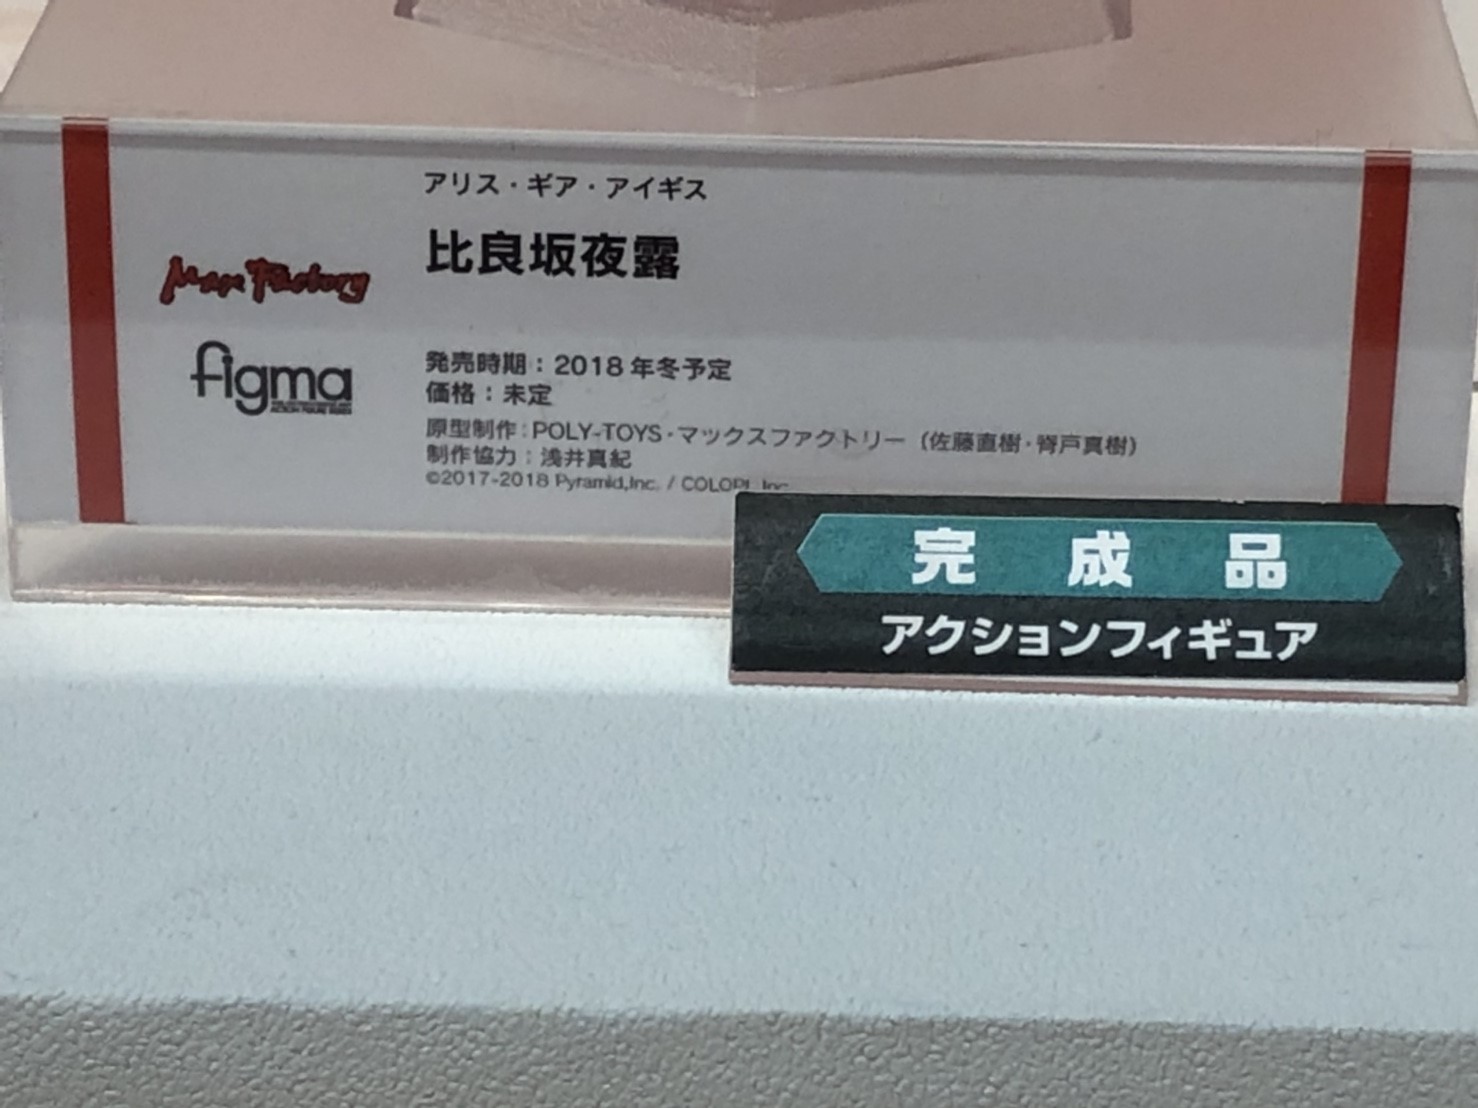 アリス・ギア・アイギス
比良坂夜露
Max Factory
figma
発売時期：2018年冬予定
価格：未定
原型制作：POLY-TOYS・マックスファクトリー（佐藤直樹・脊戸真樹）
制作協力：浅井真紀
©2017-2018 Pyramid,Inc. / COLOPL,Inc.
完成品
アクションフィギュア